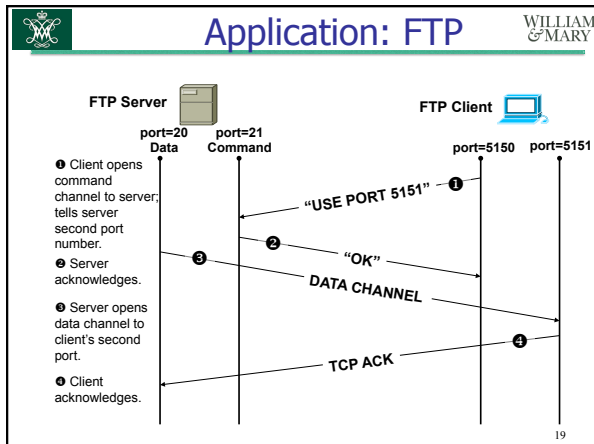 Application: FTP
WILLIAM
& MARY
FTP Server
FTP Client
port=20
Data
port=21
Command
port=5150
port=5151
❶ Client opens
command
channel to server;
tells server
second port
number.
❷ Server
acknowledges.
❸ Server opens
data channel to
client's second
port.
❹ Client
acknowledges.
“USE PORT 5151”
❶
❷
“OK”
❸
DATA CHANNEL
❹
TCP ACK
19